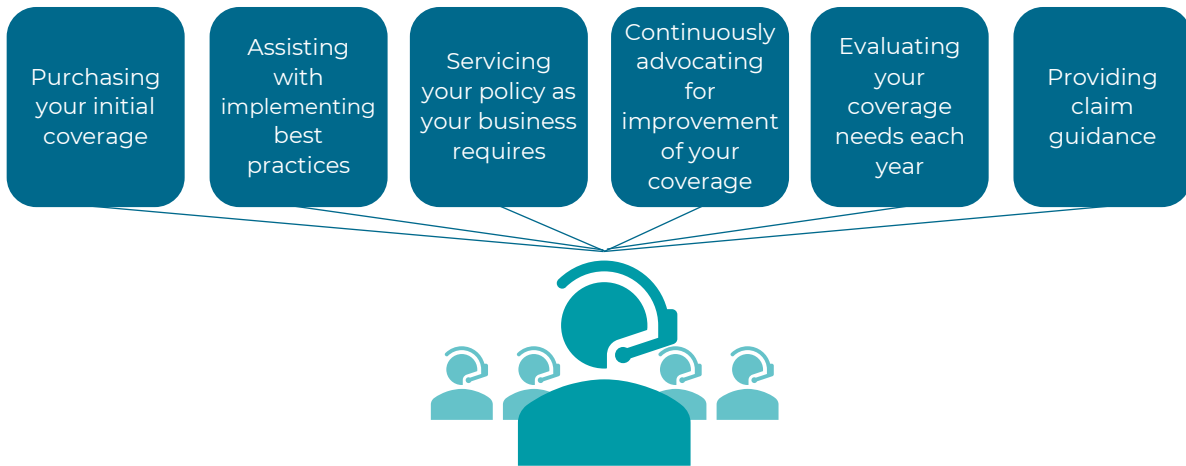 Purchasing
your initial
coverage
Assisting
with
implementing
best
practices
Servicing
your policy as
your business
requires
Continuously
advocating
for
improvement
of your
coverage
Evaluating
your
coverage
needs each
year
Providing
claim
guidance